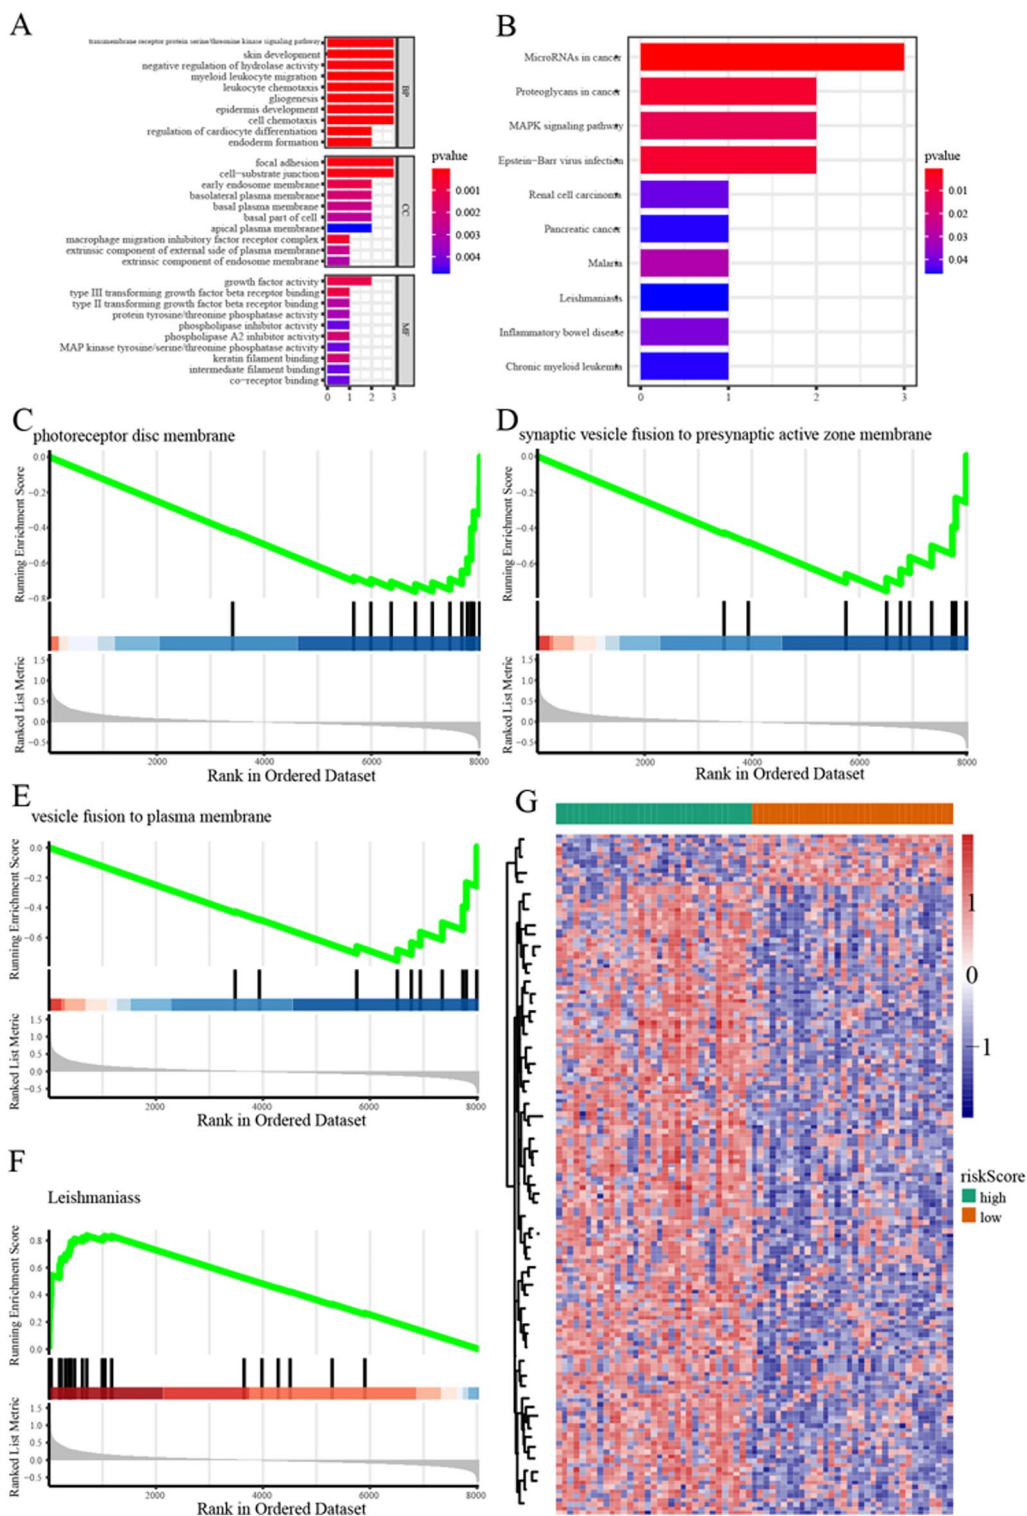 A
transmembrane receptor protein serine/threonine kinase signaling pathway
skin development
negative regulation of hydrolase activity
myeloid leukocyte migration
leukocyte chemotaxis
gliogenesis
epidermis development
cell chemotaxis
regulation of cardiocyte differentiation
endoderm formation
BP
focal adhesion
cell-substrate junction
early endosome membrane
basolateral plasma membrane
basal plasma membrane
basal part of cell
apical plasma membrane
macrophage migration inhibitory factor receptor complex
extrinsic component of external side of plasma membrane
extrinsic component of endosome membrane
CC
growth factor activity
type III transforming growth factor beta receptor binding
type II transforming growth factor beta receptor binding
protein tyrosine/threonine phosphatase activity
phospholipase inhibitor activity
phospholipase A2 inhibitor activity
MAP kinase tyrosine/serine/threonine phosphatase activity
keratin filament binding
intermediate filament binding
co-receptor binding
MF
0 1 2 3
pvalue
0.001
0.002
0.003
0.004
B
MicroRNAs in cancer
Proteoglycans in cancer
MAPK signaling pathway
Epstein-Barr virus infection
Renal cell carcinoma
Pancreatic cancer
Malaria
Leishmaniasis
Inflammatory bowel disease
Chronic myeloid leukemia
0 1 2 3
pvalue
0.01
0.02
0.03
0.04
C
photoreceptor disc membrane
Running Enrichment Score
0.0
-0.2
-0.4
-0.6
-0.8
Ranked List Metric
1.5
1.0
0.5
0.0
-0.5
2000 4000 6000 8000
Rank in Ordered Dataset
D
synaptic vesicle fusion to presynaptic active zone membrane
Running Enrichment Score
0.0
-0.2
-0.4
-0.6
Ranked List Metric
1.5
1.0
0.5
0.0
-0.5
2000 4000 6000 8000
Rank in Ordered Dataset
E
vesicle fusion to plasma membrane
Running Enrichment Score
0.0
-0.2
-0.4
-0.6
Ranked List Metric
1.5
1.0
0.5
0.0
-0.5
2000 4000 6000 8000
Rank in Ordered Dataset
F
Leishmaniass
Running Enrichment Score
0.8
0.6
0.4
0.2
0.0
Ranked List Metric
1.5
1.0
0.5
0.0
-0.5
2000 4000 6000 8000
Rank in Ordered Dataset
G
1
0
-1
riskScore
high
low